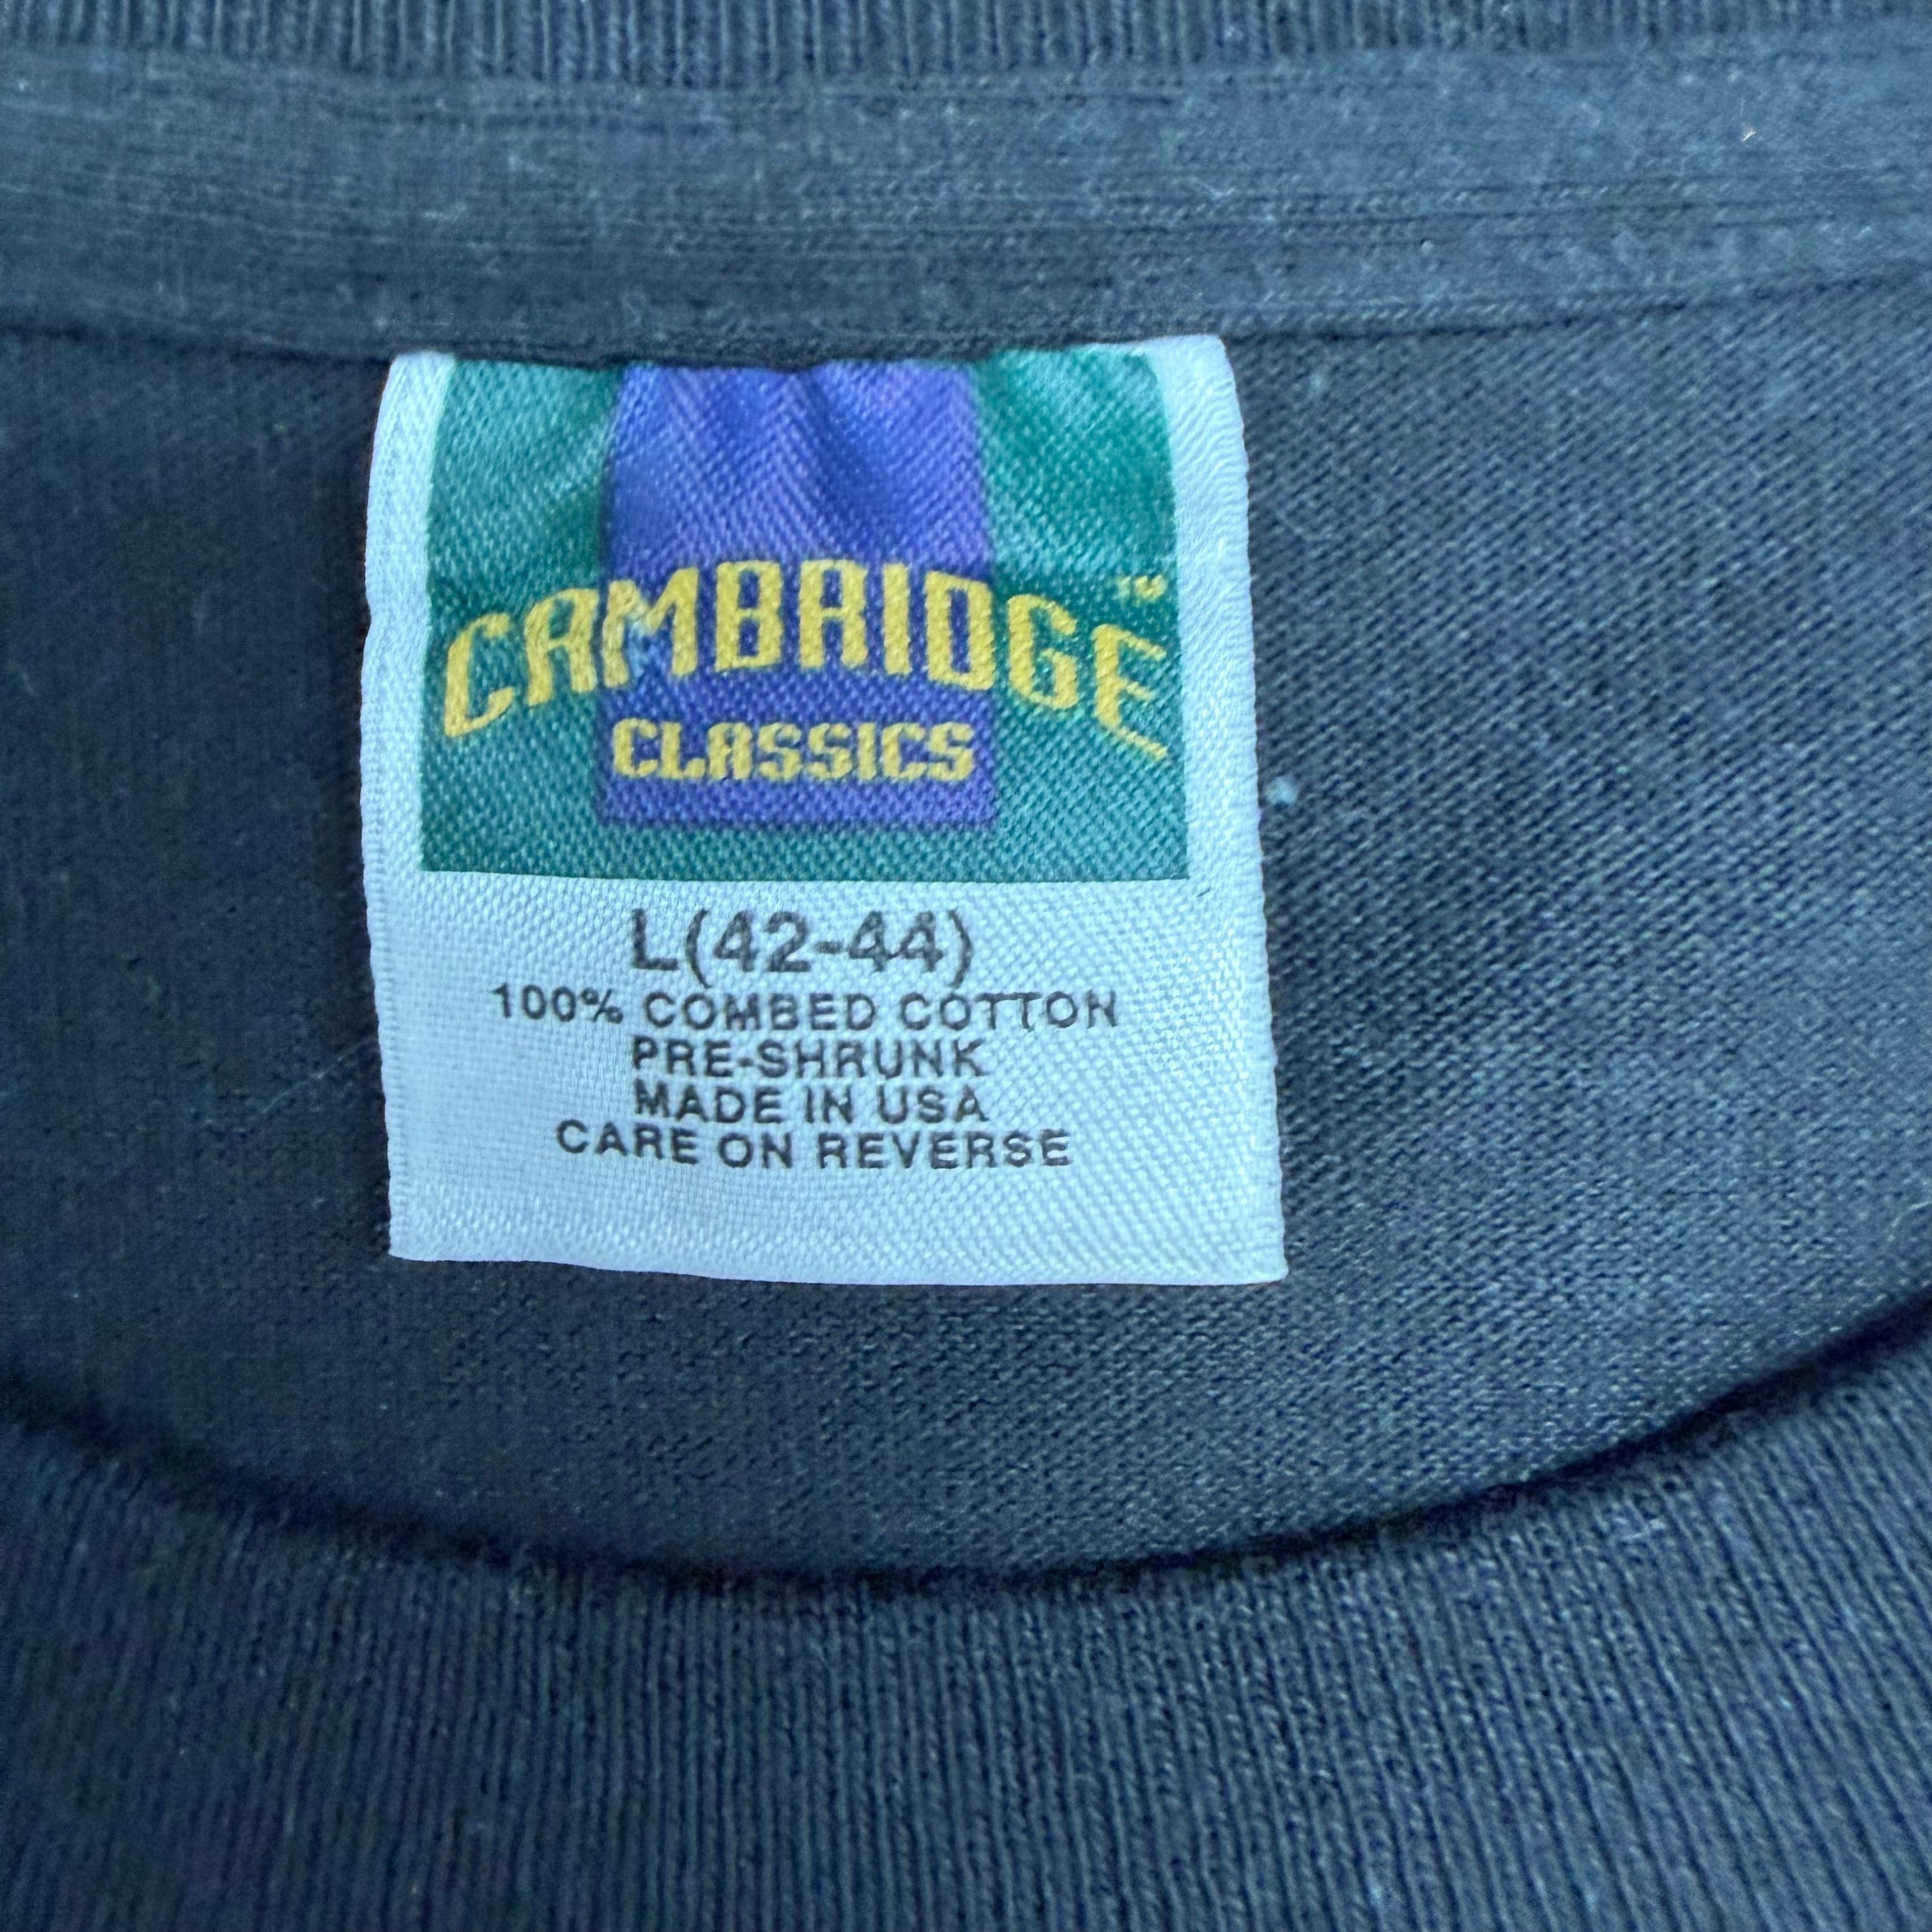 CAMBRIDGE™
CLASSICS
L(42-44)
100% COMBED COTTON
PRE-SHRUNK
MADE IN USA
CARE ON REVERSE